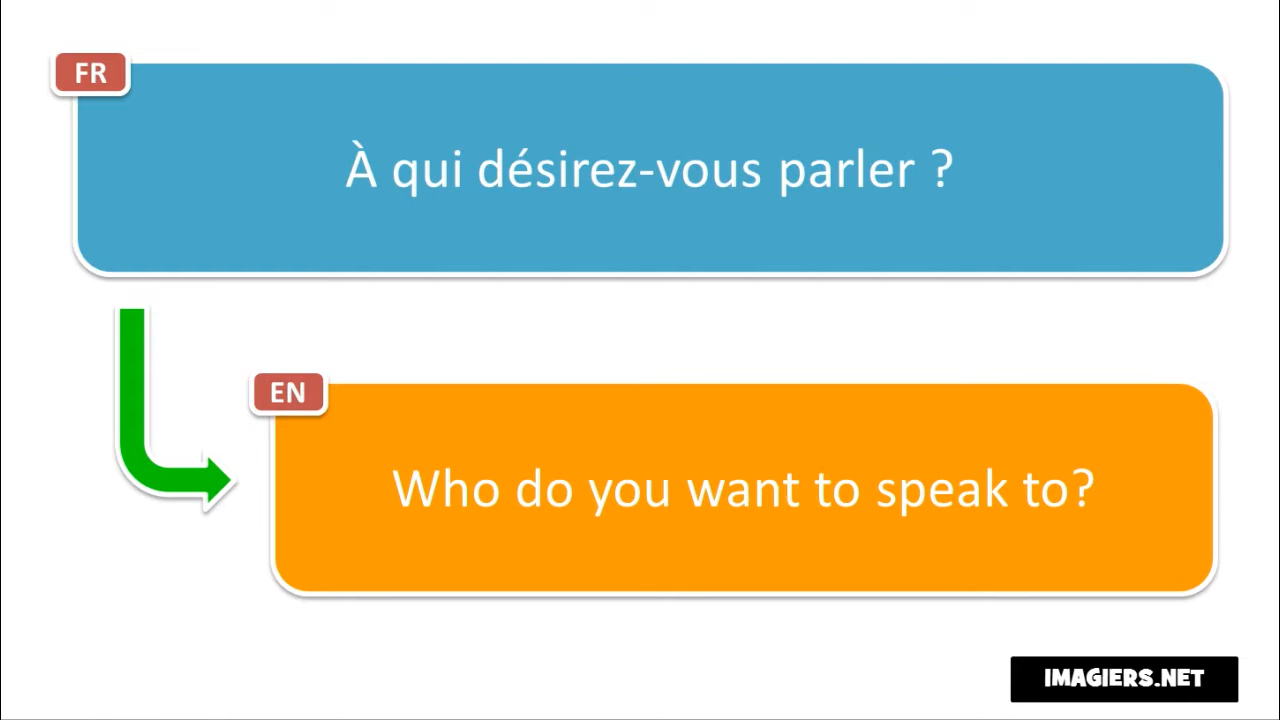 FR
À qui désirez-vous parler ?
EN
Who do you want to speak to?
IMAGIERS.NET